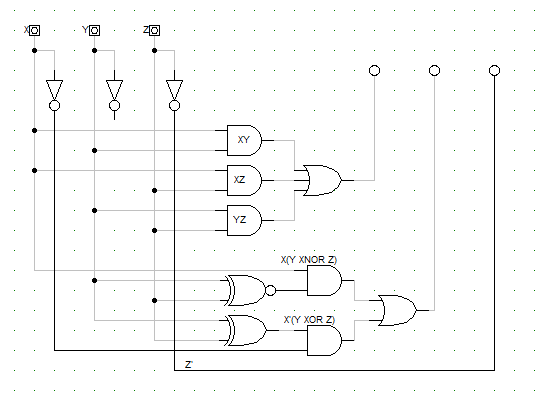 X Y Z
XY
XZ
YZ
X(Y XNOR Z)
X'(Y XOR Z)
Z'